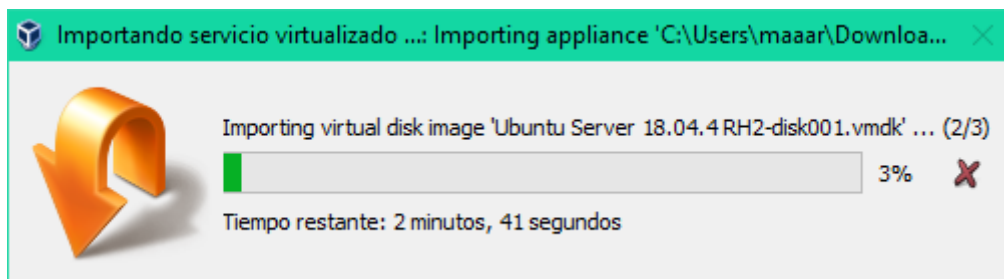 Importando servicio virtualizado ...: Importing appliance 'C:\Users\maaar\Downloa...
Importing virtual disk image 'Ubuntu Server 18.04.4 RH2-disk001.vmdk' ... (2/3)
3%
Tiempo restante: 2 minutos, 41 segundos